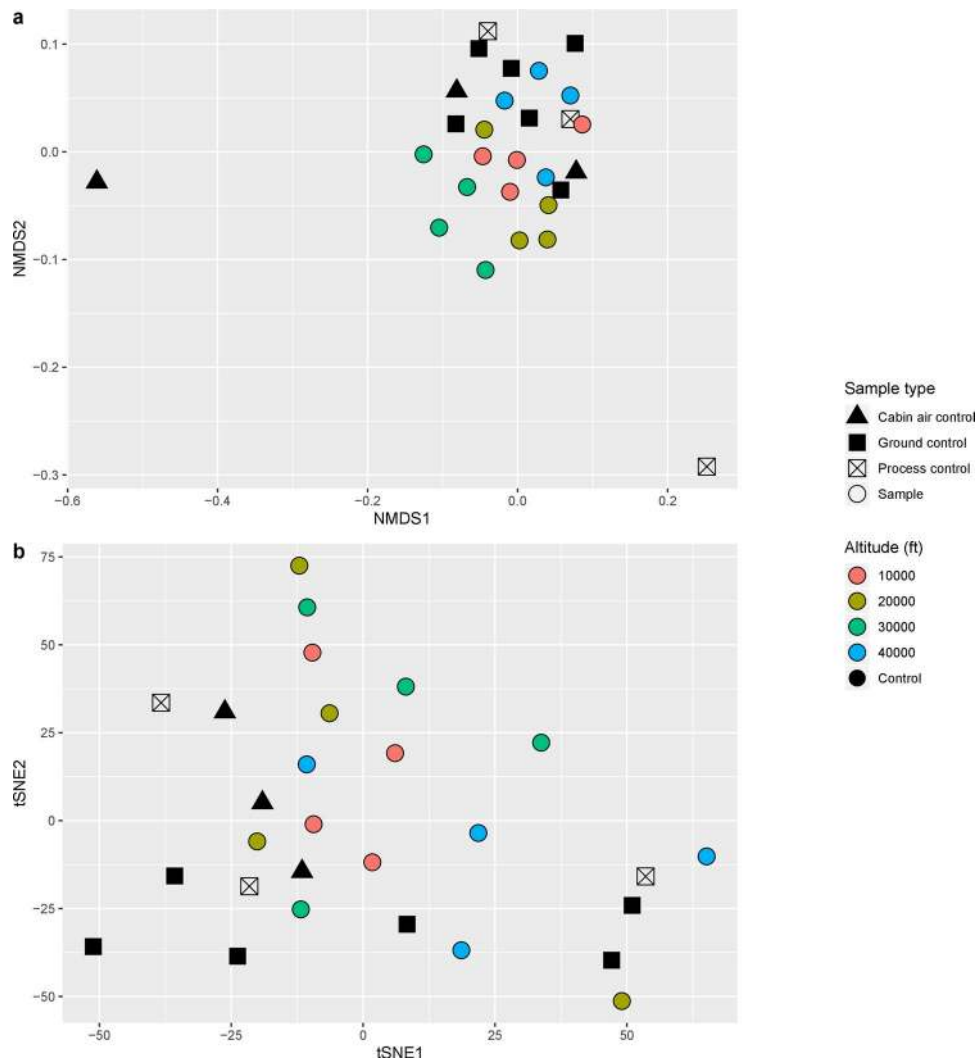 a
0.1
0.0
−0.1
−0.2
−0.3
NMDS2
−0.6
−0.4
−0.2
0.0
0.2
NMDS1
b
75
50
25
0
−25
−50
tSNE2
−50
−25
0
25
50
tSNE1
Sample type
Cabin air control
Ground control
Process control
Sample
Altitude (ft)
10000
20000
30000
40000
Control